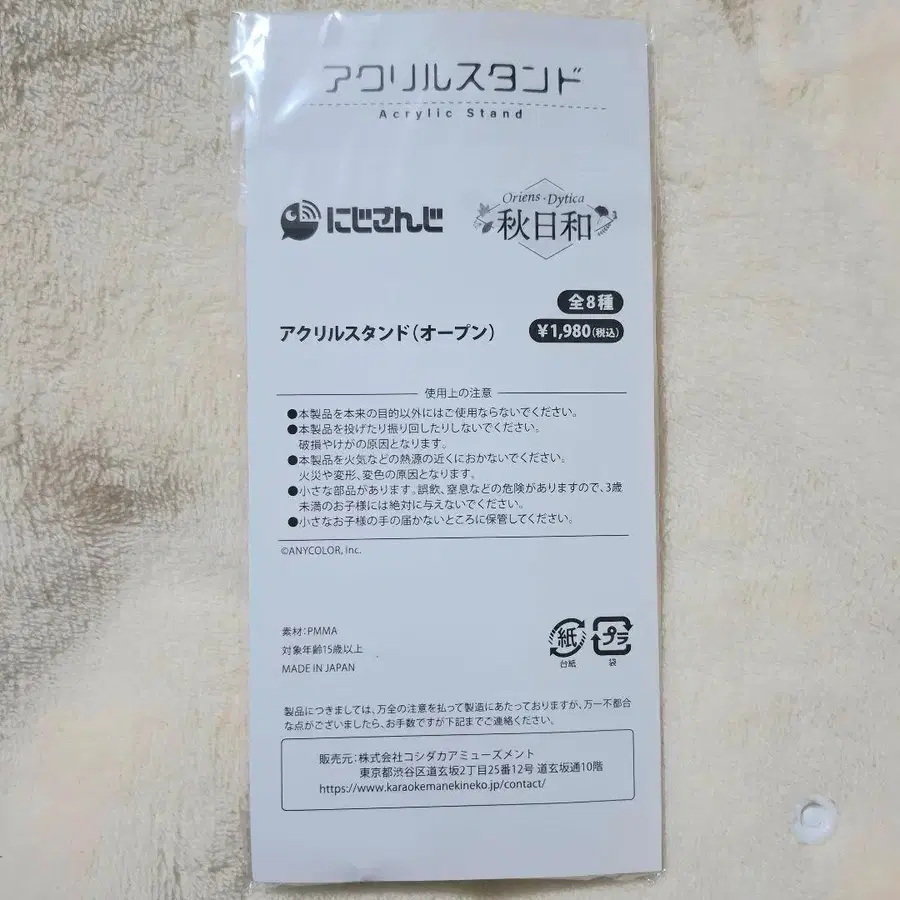 アクリルスタンド
Acrylic Stand
にじさんじ
Oriens・Dytica
秋日和
全8種
アクリルスタンド(オープン)
¥1,980(税込)
使用上の注意
●本製品を本来の目的以外にはご使用ならないでください。
●本製品を投げたり振り回したりしないでください。
破損やけがの原因となります。
●本製品を火気などの熱源の近くにおかないでください。
火災や変形、変色の原因となります。
●小さな部品があります。誤飲、窒息などの危険がありますので、3歳
未満のお子様には絶対に与えないでください。
●小さなお子様の手の届かないところに保管してください。
©ANYCOLOR, Inc.
素材:PMMA
対象年齢15歳以上
MADE IN JAPAN
紙
台紙
プラ
袋
製品につきましては、万全の注意を払って製造にあたっておりますが、万一不都合
な点がございましたら、お手数ですが下記までご連絡ください。
販売元:株式会社コシダカアミューズメント
東京都渋谷区道玄坂2丁目25番12号 道玄坂通10階
https://www.karaokemanekineko.jp/contact/